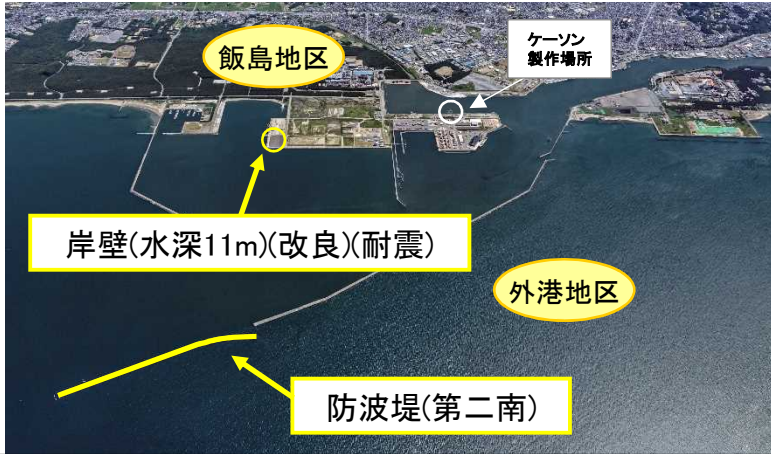 飯島地区
ケーソン
製作場所
岸壁(水深11m)(改良)(耐震)
外港地区
防波堤(第二南)